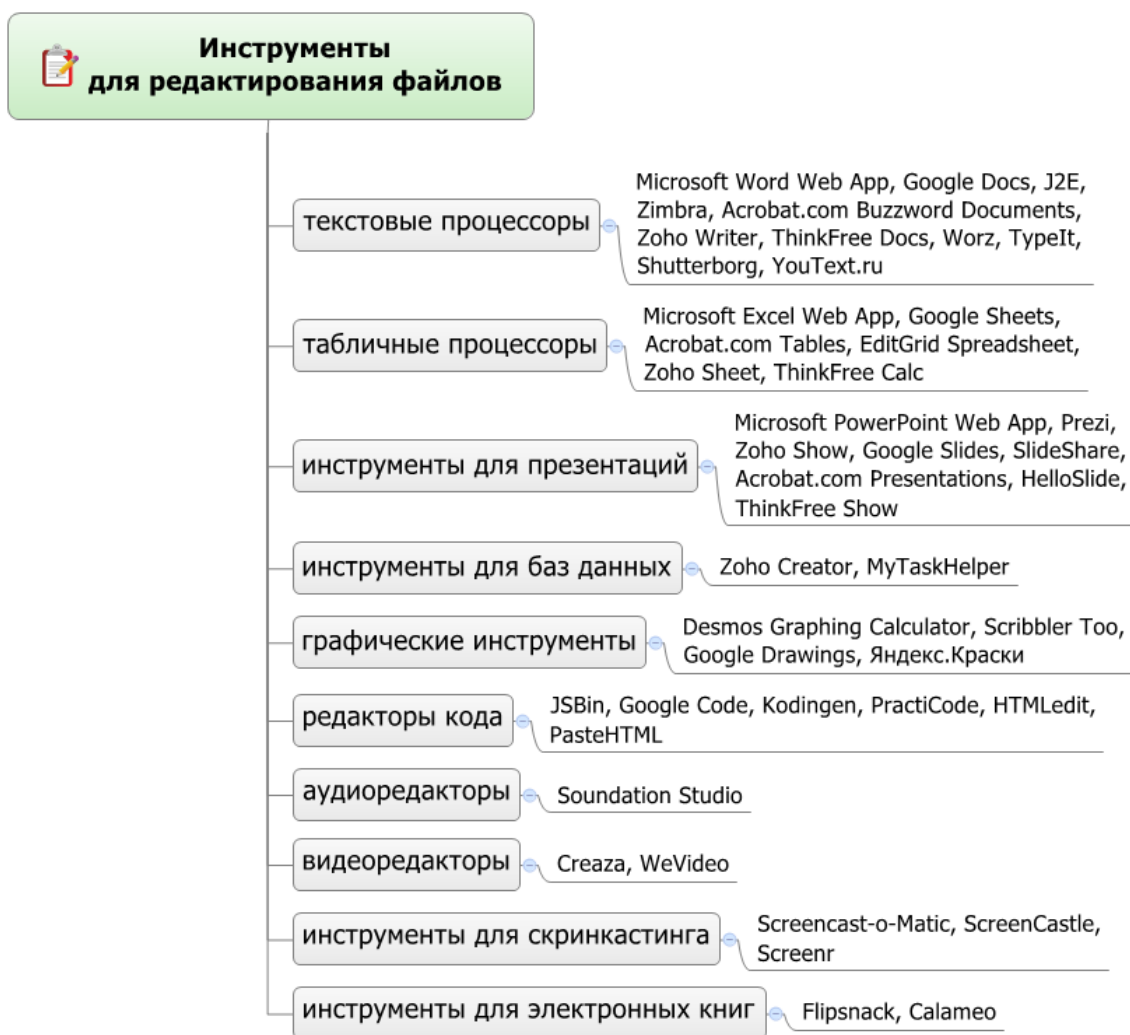 Инструменты
для редактирования файлов
текстовые процессоры
Microsoft Word Web App, Google Docs, J2E,
Zimbra, Acrobat.com Buzzword Documents,
Zoho Writer, ThinkFree Docs, Worz, TypeIt,
Shutterborg, YouText.ru
табличные процессоры
Microsoft Excel Web App, Google Sheets,
Acrobat.com Tables, EditGrid Spreadsheet,
Zoho Sheet, ThinkFree Calc
инструменты для презентаций
Microsoft PowerPoint Web App, Prezi,
Zoho Show, Google Slides, SlideShare,
Acrobat.com Presentations, HelloSlide,
ThinkFree Show
инструменты для баз данных
Zoho Creator, MyTaskHelper
графические инструменты
Desmos Graphing Calculator, Scribbler Too,
Google Drawings, Яндекс.Краски
редакторы кода
JSBin, Google Code, Kodingen, PractiCode, HTMLedit,
PasteHTML
аудиоредакторы
Soundation Studio
видеоредакторы
Creaza, WeVideo
инструменты для скринкастинга
Screencast-o-Matic, ScreenCastle,
Screenr
инструменты для электронных книг
Flipsnack, Calameo